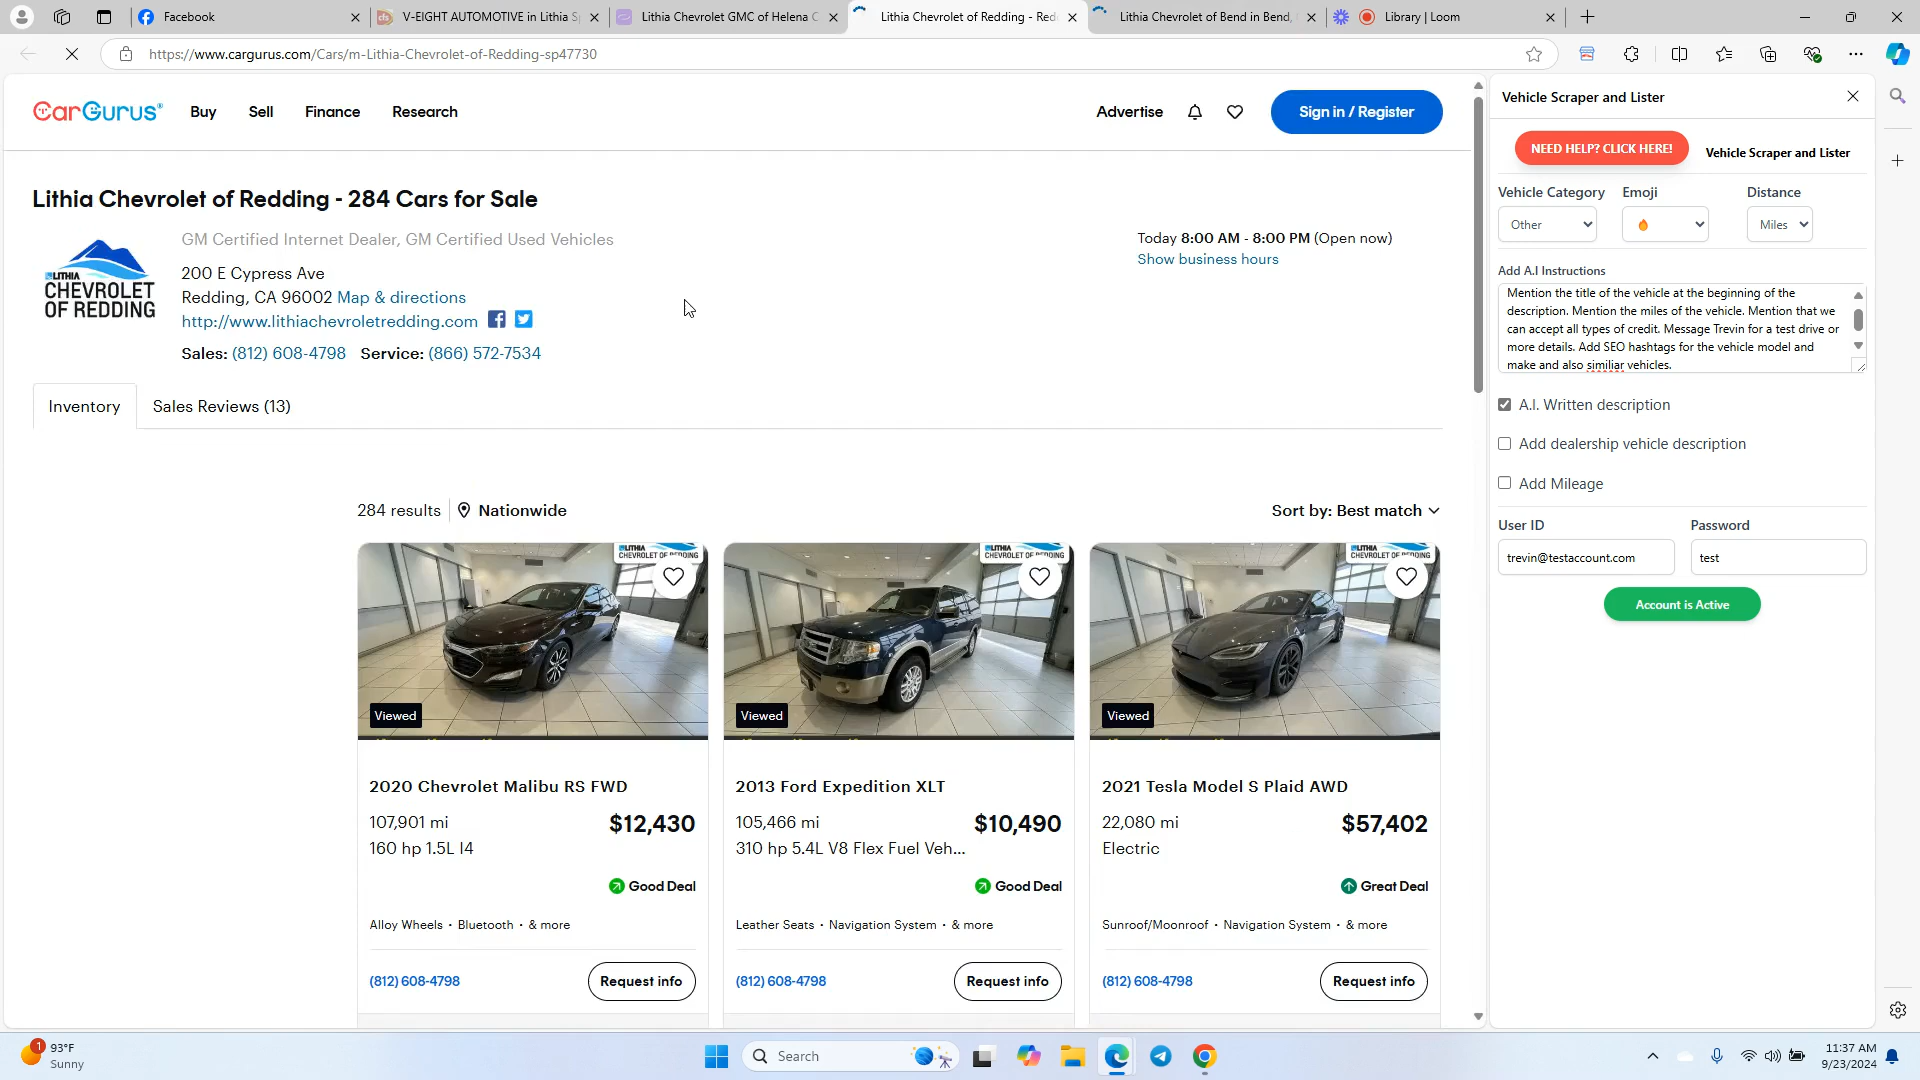 Facebook
V-EIGHT AUTOMOTIVE in Lithia S
Lithia Chevrolet GMC of Helena C
Lithia Chevrolet of Redding - Red
Lithia Chevrolet of Bend in Bend,
Library | Loom
https://www.cargurus.com/Cars/m-Lithia-Chevrolet-of-Redding-sp47730
CarGurus®
Buy
Sell
Finance
Research
Advertise
Sign in / Register
Lithia Chevrolet of Redding - 284 Cars for Sale
LITHIA
CHEVROLET
OF REDDING
GM Certified Internet Dealer, GM Certified Used Vehicles
200 E Cypress Ave
Redding, CA 96002 Map & directions
http://www.lithiachevroletredding.com
Sales: (812) 608-4798 Service: (866) 572-7534
Today 8:00 AM - 8:00 PM (Open now)
Show business hours
Inventory
Sales Reviews (13)
284 results
Nationwide
Sort by: Best match
LITHIA
CHEVROLET OF REDDING
Viewed
2020 Chevrolet Malibu RS FWD
107,901 mi
$12,430
160 hp 1.5L I4
Good Deal
Alloy Wheels · Bluetooth · & more
(812) 608-4798
Request info
LITHIA
CHEVROLET OF REDDING
Viewed
2013 Ford Expedition XLT
105,466 mi
$10,490
310 hp 5.4L V8 Flex Fuel Veh...
Good Deal
Leather Seats · Navigation System · & more
(812) 608-4798
Request info
LITHIA
CHEVROLET OF REDDING
Viewed
2021 Tesla Model S Plaid AWD
22,080 mi
$57,402
Electric
Great Deal
Sunroof/Moonroof · Navigation System · & more
(812) 608-4798
Request info
Vehicle Scraper and Lister
NEED HELP? CLICK HERE!
Vehicle Scraper and Lister
Vehicle Category
Emoji
Distance
Other
Miles
Add A.I Instructions
Mention the title of the vehicle at the beginning of the
description. Mention the miles of the vehicle. Mention that we
can accept all types of credit. Message Trevin for a test drive or
more details. Add SEO hashtags for the vehicle model and
make and also similiar vehicles.
A.I. Written description
Add dealership vehicle description
Add Mileage
User ID
Password
trevin@testaccount.com
test
Account is Active
1
93°F
Sunny
Search
11:37 AM
9/23/2024